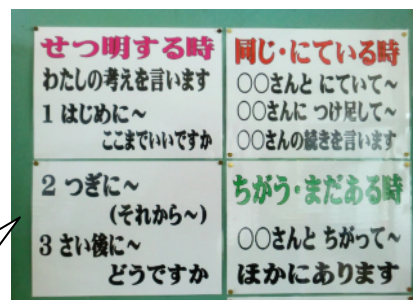 せつ明する時
わたしの考えを言います
1 はじめに～
ここまでいいですか
2 つぎに～
(それから～)
3 さい後に～
どうですか
同じ・にている時
○○さんと にていて～
○○さんに つけ足して～
○○さんの続きを言います
ちがう・まだある時
○○さんと ちがって～
ほかにあります